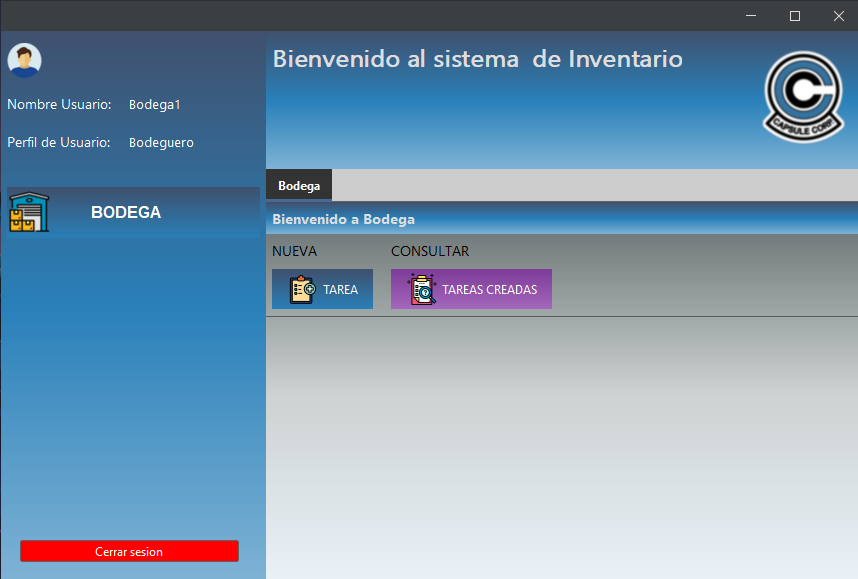 Bienvenido al sistema  de Inventario
CAPSULE CORP.
Nombre Usuario: Bodega1
Perfil de Usuario: Bodeguero
BODEGA
Cerrar sesion
Bodega
Bienvenido a Bodega
NUEVA CONSULTAR
TAREA TAREAS CREADAS